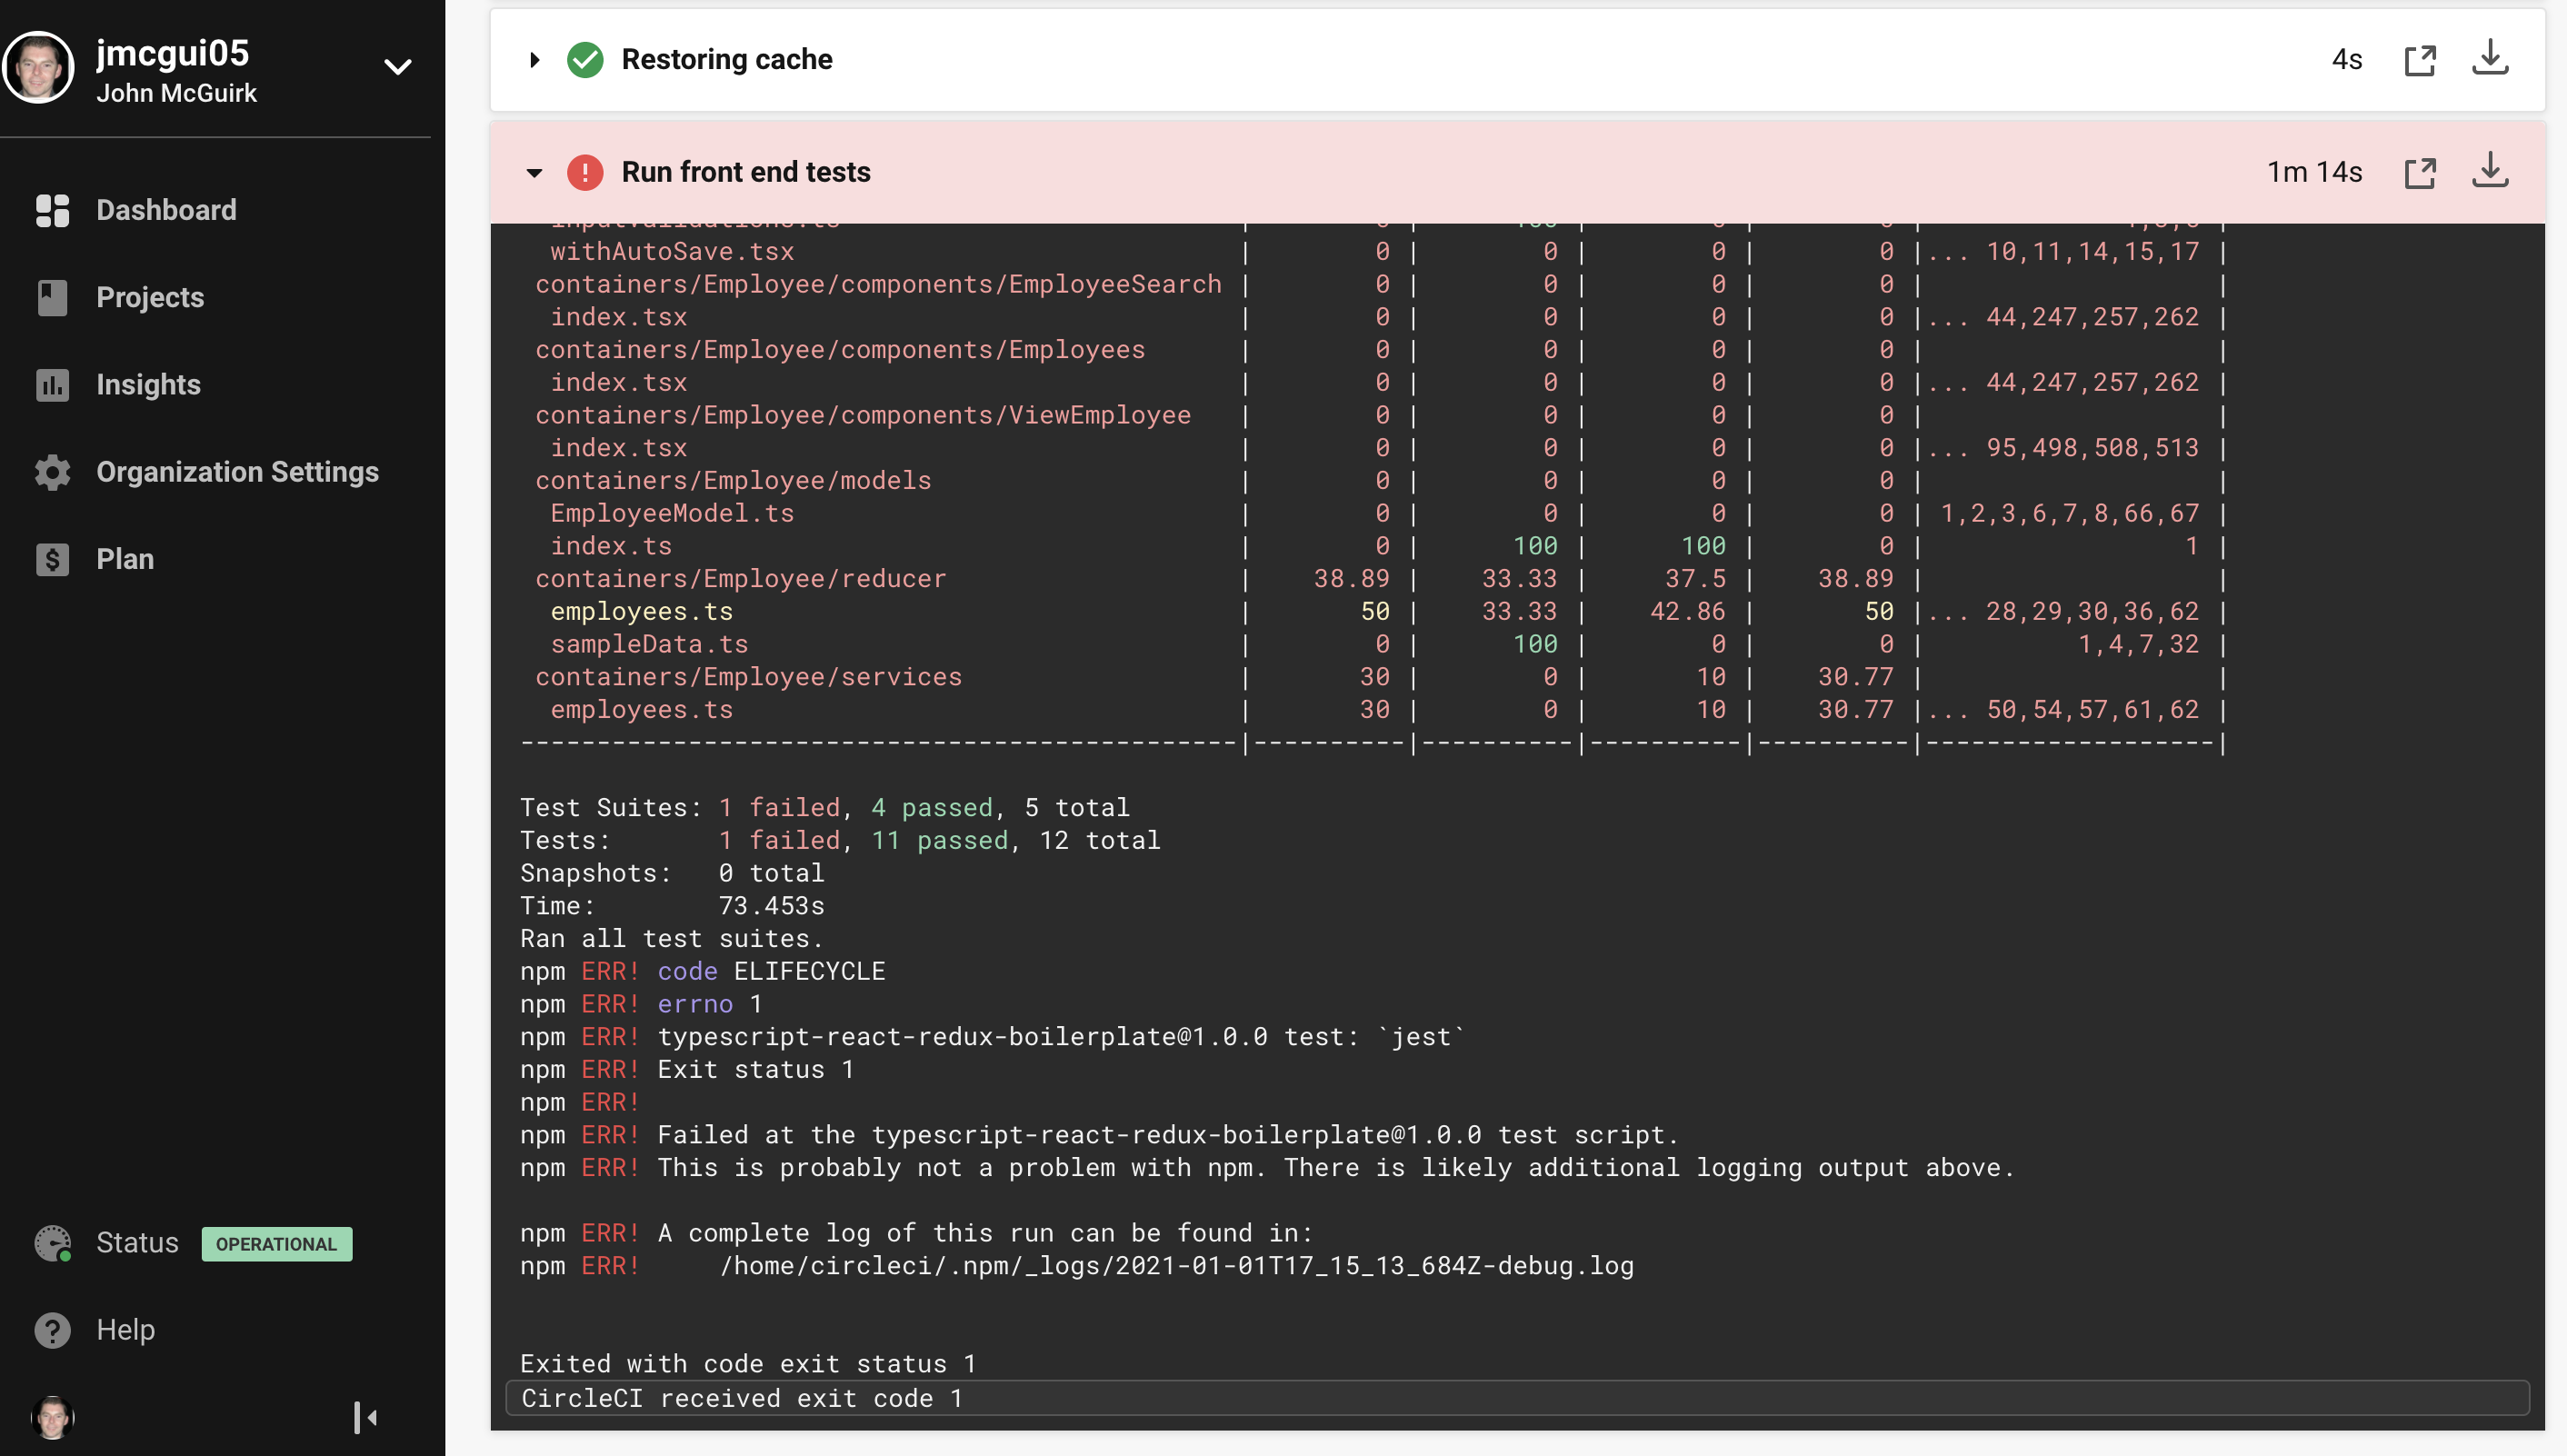 jmcgui05
John McGuirk
Dashboard
Projects
Insights
Organization Settings
Plan
Status OPERATIONAL
Help
Restoring cache 4s
Run front end tests 1m 14s
withAutoSave.tsx | 0 | 0 | 0 | 0 |... 10,11,14,15,17 |
containers/Employee/components/EmployeeSearch | 0 | 0 | 0 | 0 | |
index.tsx | 0 | 0 | 0 | 0 |... 44,247,257,262 |
containers/Employee/components/Employees | 0 | 0 | 0 | 0 | |
index.tsx | 0 | 0 | 0 | 0 |... 44,247,257,262 |
containers/Employee/components/ViewEmployee | 0 | 0 | 0 | 0 | |
index.tsx | 0 | 0 | 0 | 0 |... 95,498,508,513 |
containers/Employee/models | 0 | 0 | 0 | 0 | |
EmployeeModel.ts | 0 | 0 | 0 | 0 | 1,2,3,6,7,8,66,67 |
index.ts | 0 | 100 | 100 | 0 | 1 |
containers/Employee/reducer | 38.89 | 33.33 | 37.5 | 38.89 | |
employees.ts | 50 | 33.33 | 42.86 | 50 |... 28,29,30,36,62 |
sampleData.ts | 0 | 100 | 0 | 0 | 1,4,7,32 |
containers/Employee/services | 30 | 0 | 10 | 30.77 | |
employees.ts | 30 | 0 | 10 | 30.77 |... 50,54,57,61,62 |
-----------------------------------------------|----------|----------|----------|----------|-------------------|
Test Suites: 1 failed, 4 passed, 5 total
Tests: 1 failed, 11 passed, 12 total
Snapshots: 0 total
Time: 73.453s
Ran all test suites.
npm ERR! code ELIFECYCLE
npm ERR! errno 1
npm ERR! typescript-react-redux-boilerplate@1.0.0 test: `jest`
npm ERR! Exit status 1
npm ERR!
npm ERR! Failed at the typescript-react-redux-boilerplate@1.0.0 test script.
npm ERR! This is probably not a problem with npm. There is likely additional logging output above.
npm ERR! A complete log of this run can be found in:
npm ERR! /home/circleci/.npm/_logs/2021-01-01T17_15_13_684Z-debug.log
Exited with code exit status 1
CircleCI received exit code 1